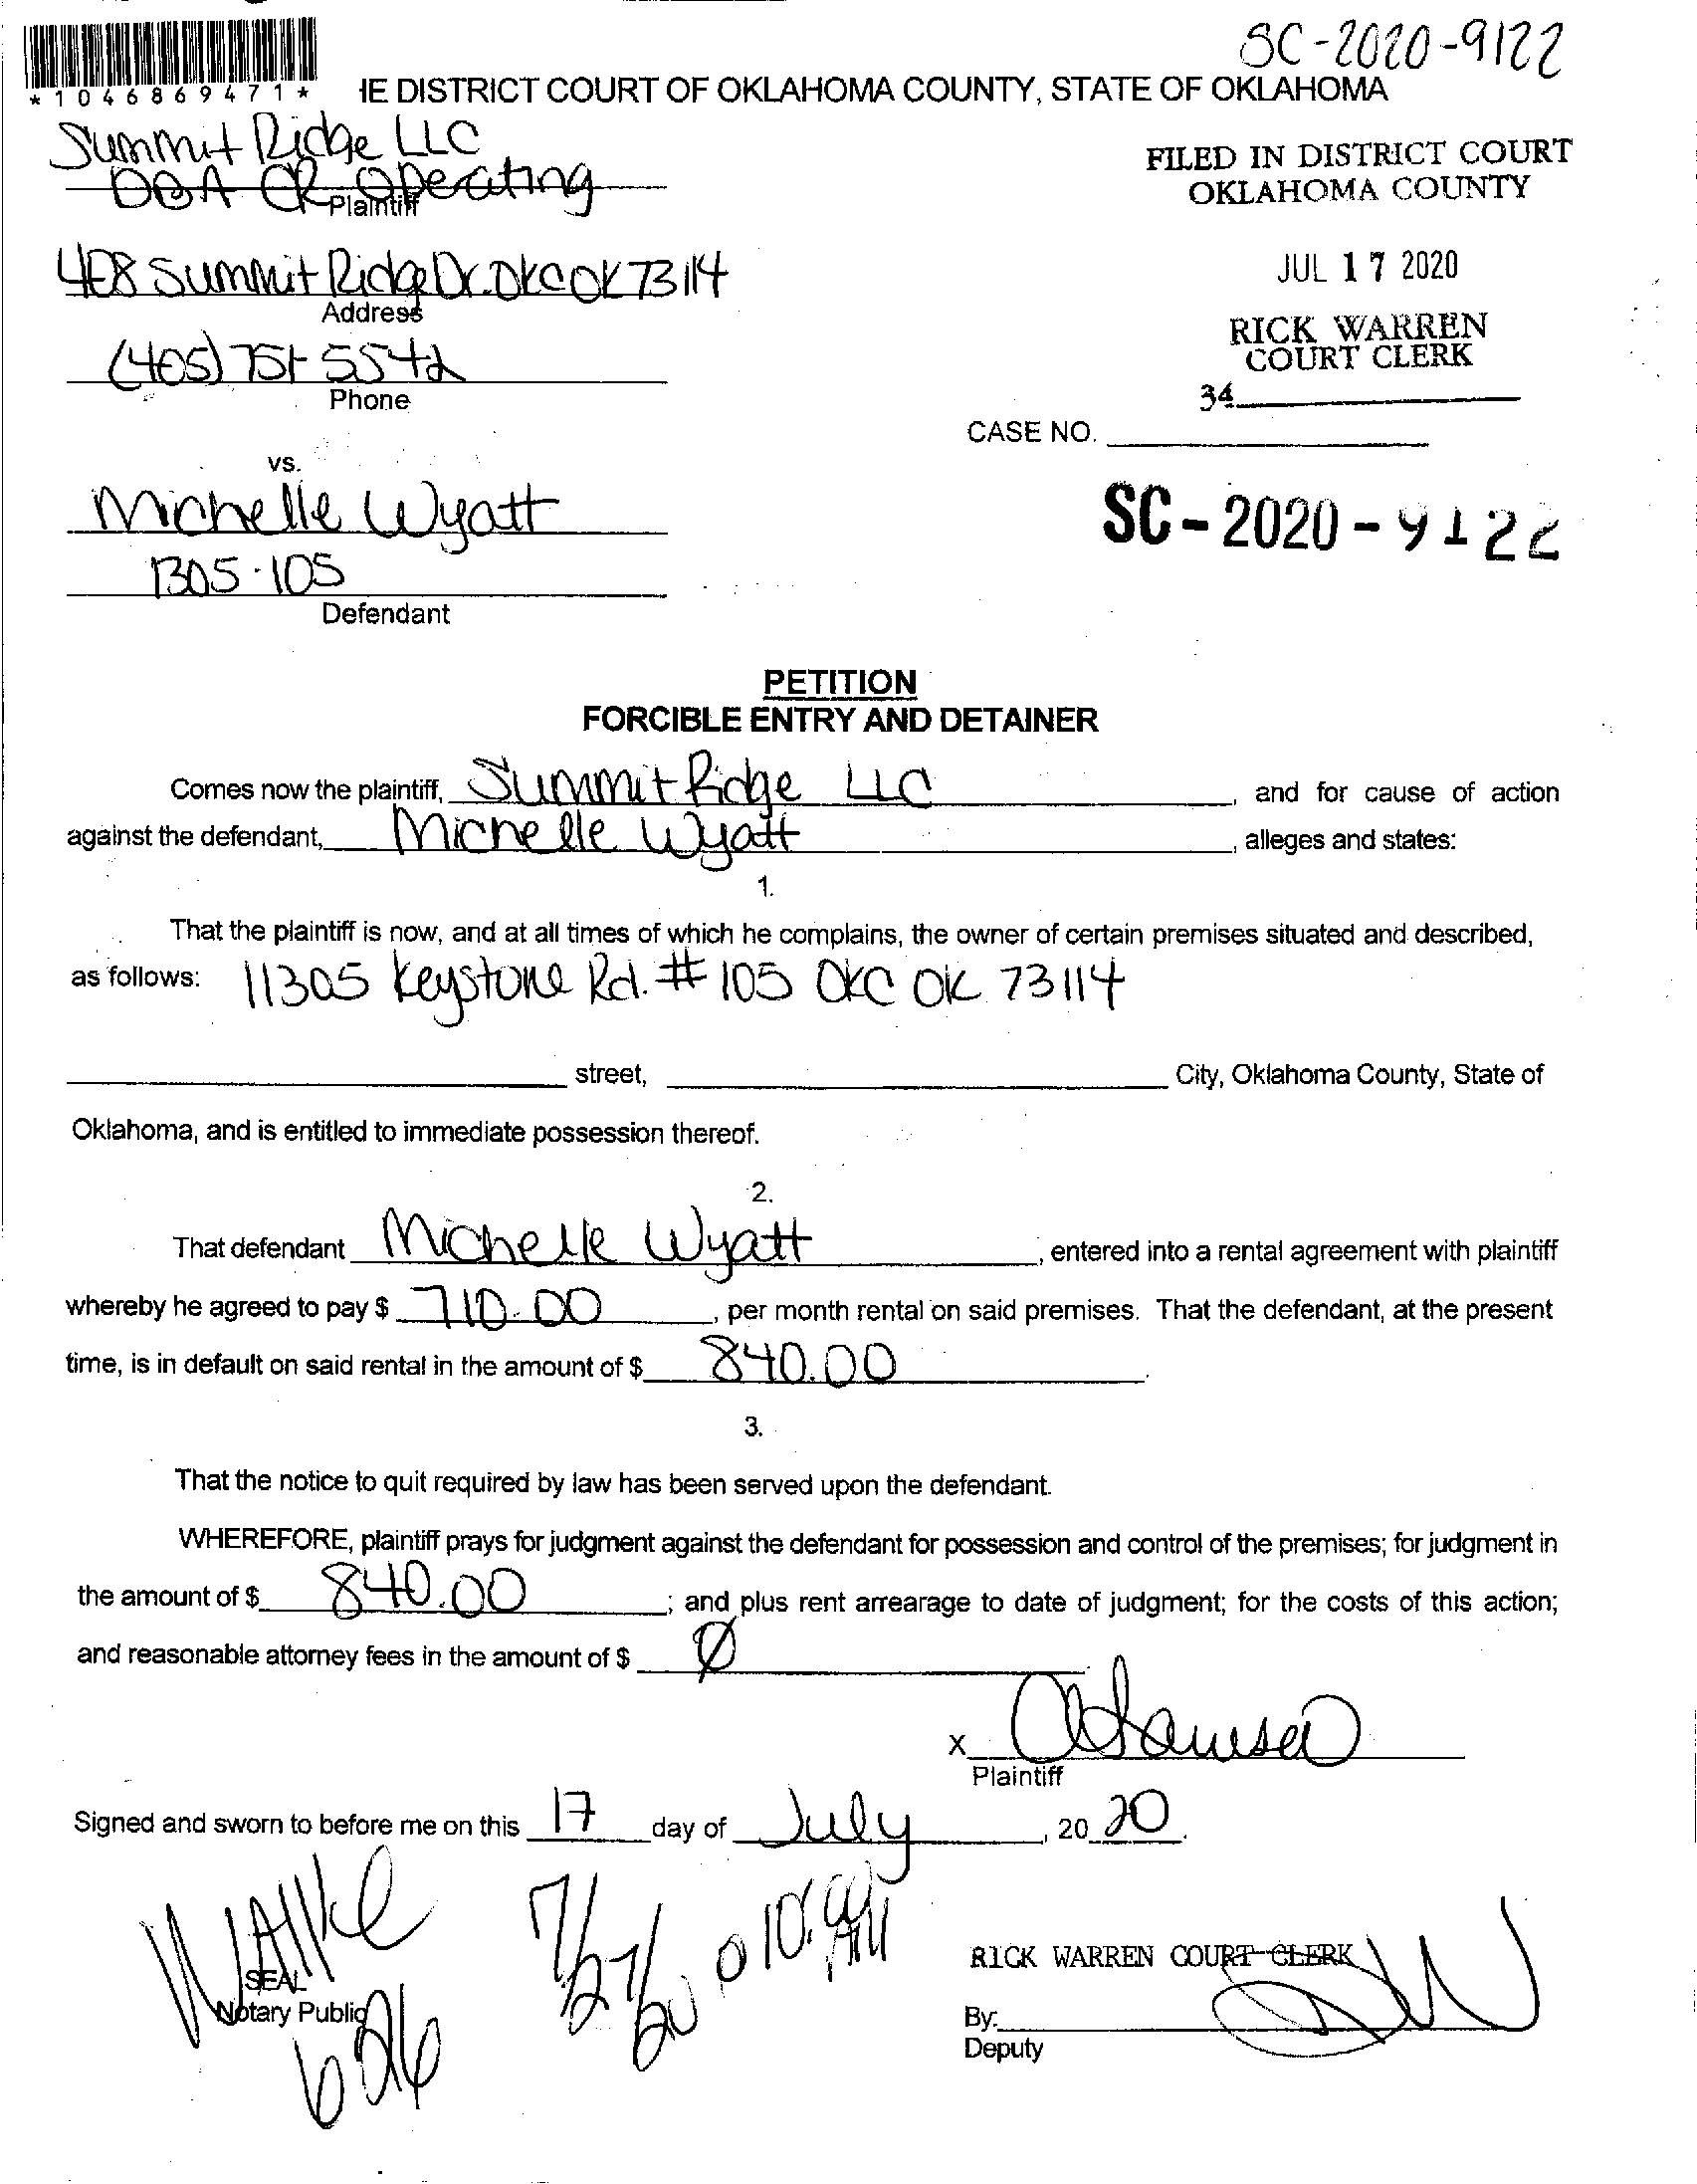 SC-2020-9122
*1046869471*
IE DISTRICT COURT OF OKLAHOMA COUNTY, STATE OF OKLAHOMA
Summit Ridge LLC
DBA CR Operating
Plaintiff
FILED IN DISTRICT COURT
OKLAHOMA COUNTY
408 Summit Ridge Dr. OKC OK 73114
Address
JUL 17 2020
RICK WARREN
COURT CLERK
(405) 751-5542
Phone
34
CASE NO.
vs.
Michelle Wyatt
SC-2020-9122
1305-105
Defendant
PETITION
FORCIBLE ENTRY AND DETAINER
Comes now the plaintiff, Summit Ridge LLC, and for cause of action
against the defendant, Michelle Wyatt, alleges and states:
1.
That the plaintiff is now, and at all times of which he complains, the owner of certain premises situated and described,
as follows: 11305 Keystone Rd. # 105 OKC OK 73114
street, City, Oklahoma County, State of
Oklahoma, and is entitled to immediate possession thereof.
2.
That defendant Michelle Wyatt, entered into a rental agreement with plaintiff
whereby he agreed to pay $ 710.00, per month rental on said premises. That the defendant, at the present
time, is in default on said rental in the amount of $ 840.00.
3.
That the notice to quit required by law has been served upon the defendant.
WHEREFORE, plaintiff prays for judgment against the defendant for possession and control of the premises; for judgment in
the amount of $ 840.00; and plus rent arrearage to date of judgment; for the costs of this action;
and reasonable attorney fees in the amount of $ Ø.
X
Plaintiff
Signed and sworn to before me on this 17 day of July, 20 20.
7/27/20 @ 10:00 AM
RICK WARREN COURT CLERK
SEAL
Notary Public
By:
Deputy
626